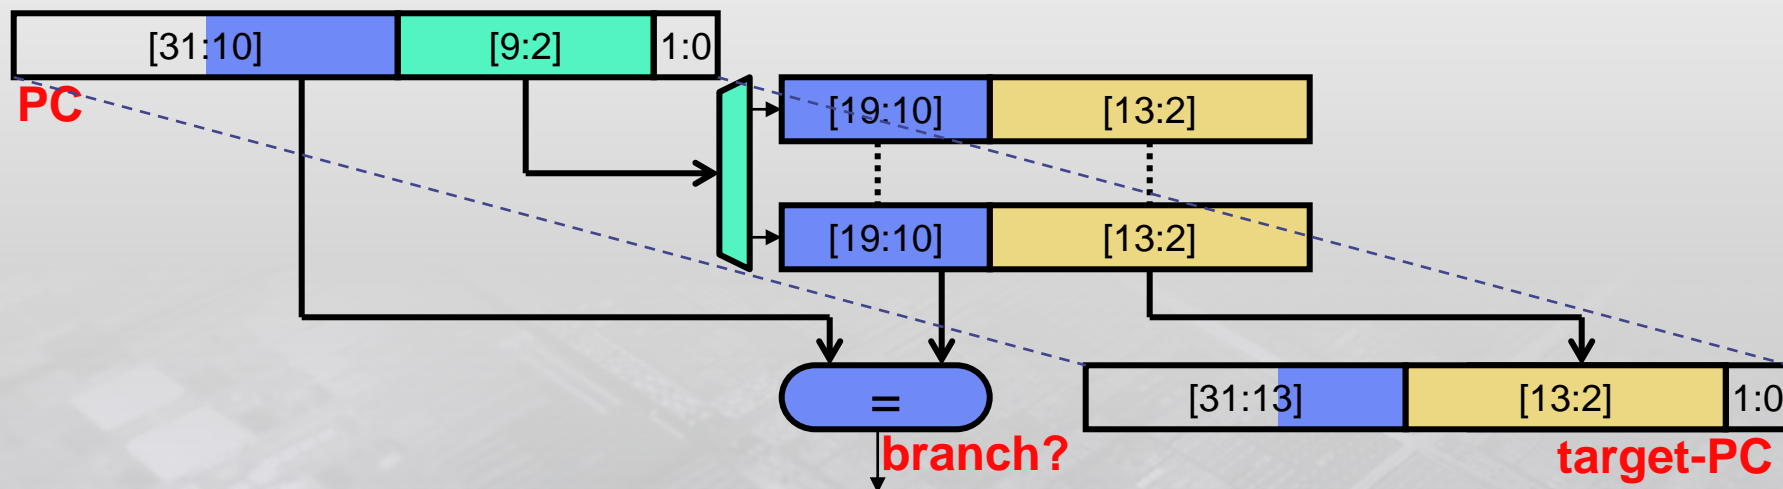 [31:10] [9:2] 1:0
PC
[19:10] [13:2]
[19:10] [13:2]
=
[31:13] [13:2] 1:0
branch?
target-PC